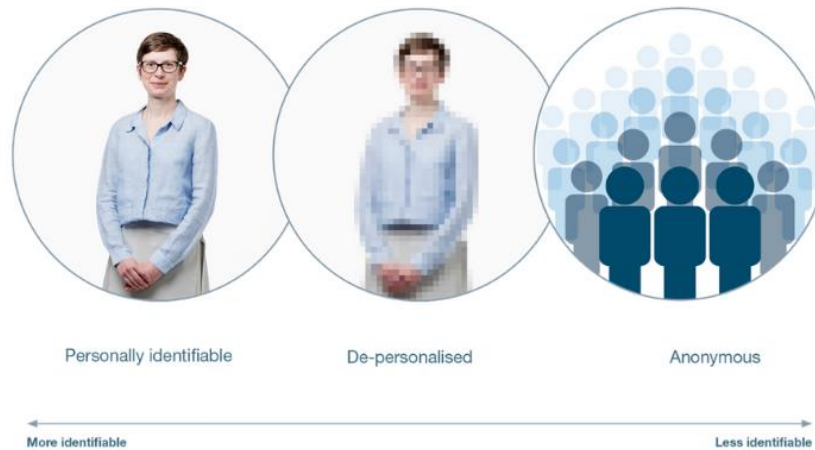 Personally identifiable
De-personalised
Anonymous
More identifiable
Less identifiable